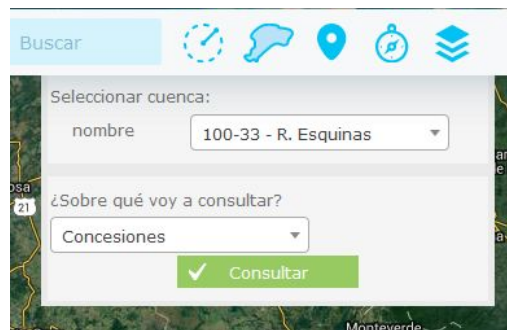 Buscar
Seleccionar cuenca:
nombre
100-33 - R. Esquinas
21
¿Sobre qué voy a consultar?
Concesiones
Consultar
Monteverde